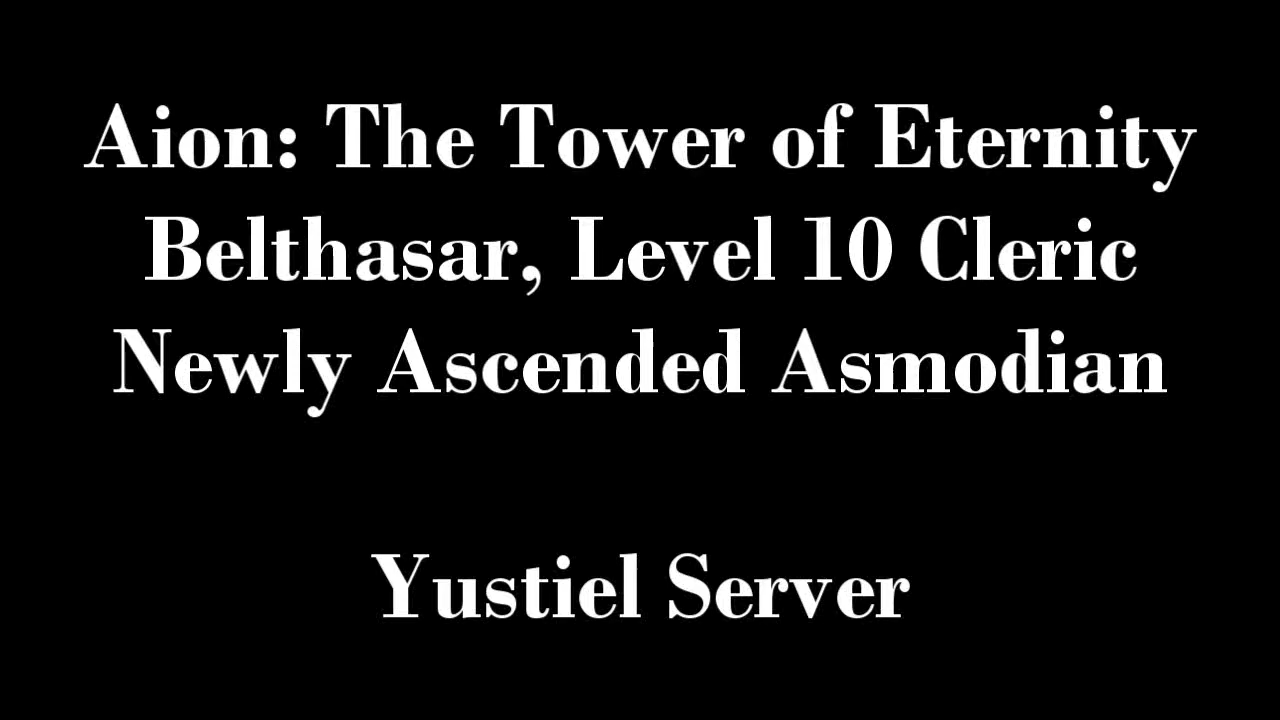 Aion: The Tower of Eternity
Belthasar, Level 10 Cleric
Newly Ascended Asmodian
Yustiel Server